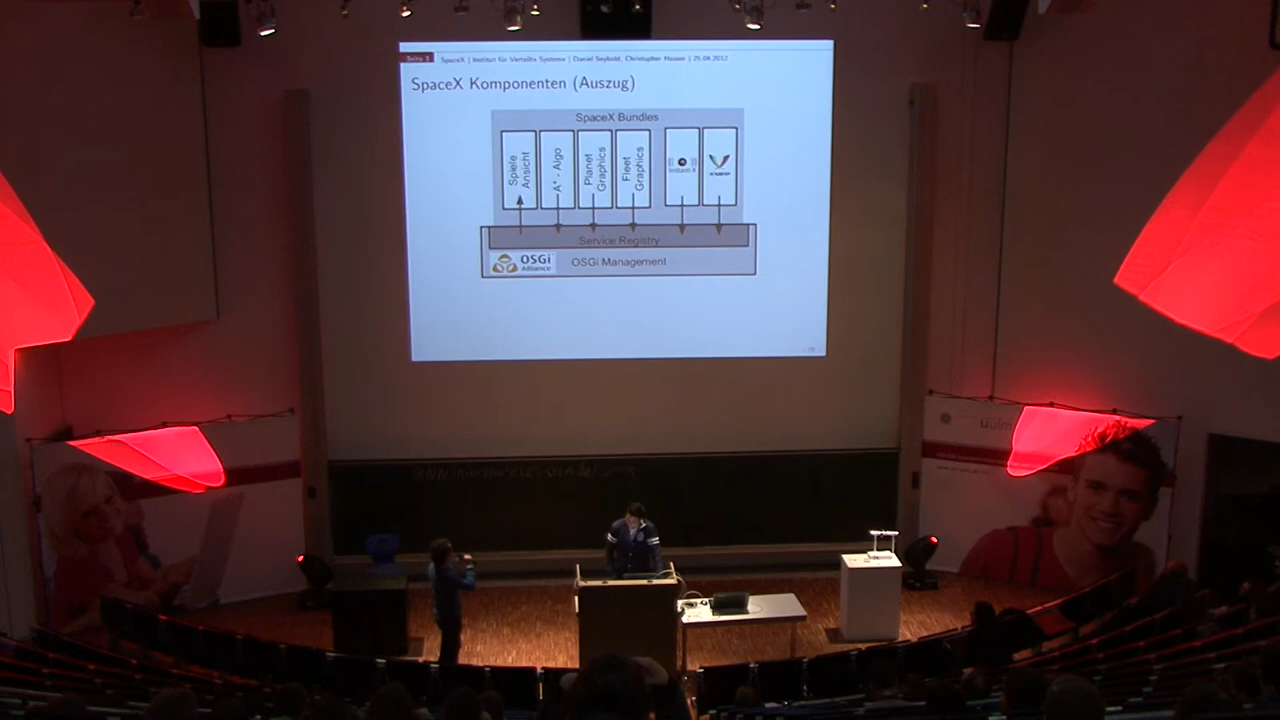 Seite 3
SpaceX | Institut für Verteilte Systeme | Daniel Seybold, Christopher Hauser | 25.04.2012
SpaceX Komponenten (Auszug)
SpaceX Bundles
Spiele
Ansicht
A* - Algo
Planet
Graphics
Fleet
Graphics
Service Registry
OSGi
Alliance
OSGi Management
uulm